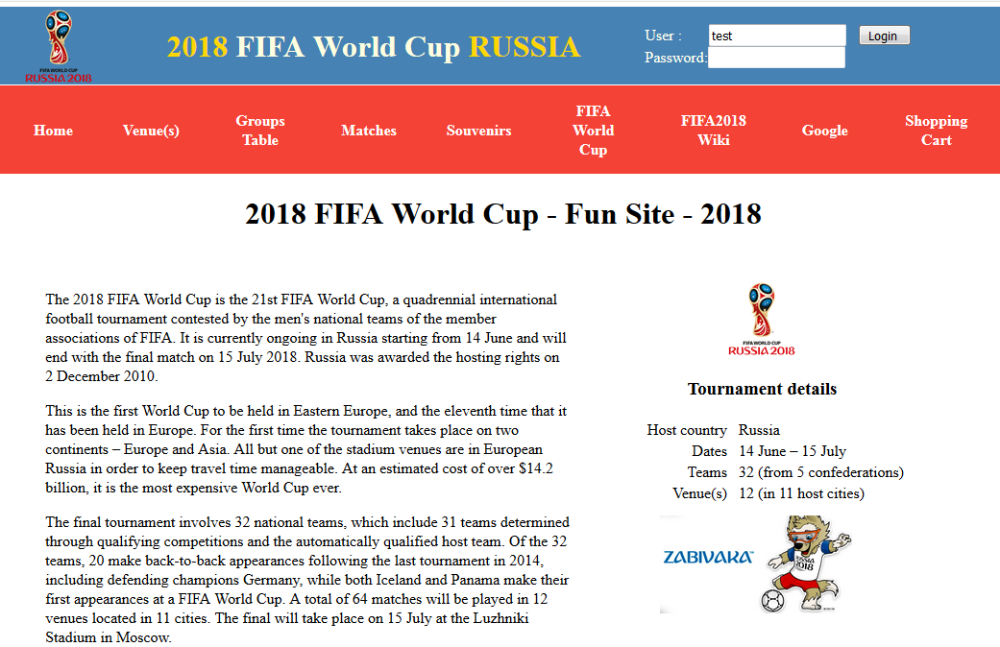 FIFA WORLD CUP
RUSSIA 2018
2018 FIFA World Cup RUSSIA
User :
test
Login
Password:
Home
Venue(s)
Groups
Table
Matches
Souvenirs
FIFA
World
Cup
FIFA2018
Wiki
Google
Shopping
Cart
2018 FIFA World Cup - Fun Site - 2018
The 2018 FIFA World Cup is the 21st FIFA World Cup, a quadrennial international
football tournament contested by the men's national teams of the member
associations of FIFA. It is currently ongoing in Russia starting from 14 June and will
end with the final match on 15 July 2018. Russia was awarded the hosting rights on
2 December 2010.
This is the first World Cup to be held in Eastern Europe, and the eleventh time that it
has been held in Europe. For the first time the tournament takes place on two
continents – Europe and Asia. All but one of the stadium venues are in European
Russia in order to keep travel time manageable. At an estimated cost of over $14.2
billion, it is the most expensive World Cup ever.
The final tournament involves 32 national teams, which include 31 teams determined
through qualifying competitions and the automatically qualified host team. Of the 32
teams, 20 make back-to-back appearances following the last tournament in 2014,
including defending champions Germany, while both Iceland and Panama make their
first appearances at a FIFA World Cup. A total of 64 matches will be played in 12
venues located in 11 cities. The final will take place on 15 July at the Luzhniki
Stadium in Moscow.
FIFA WORLD CUP
RUSSIA 2018
Tournament details
Host country Russia
Dates 14 June – 15 July
Teams 32 (from 5 confederations)
Venue(s) 12 (in 11 host cities)
ZABIVAKA
RUSSIA
2018